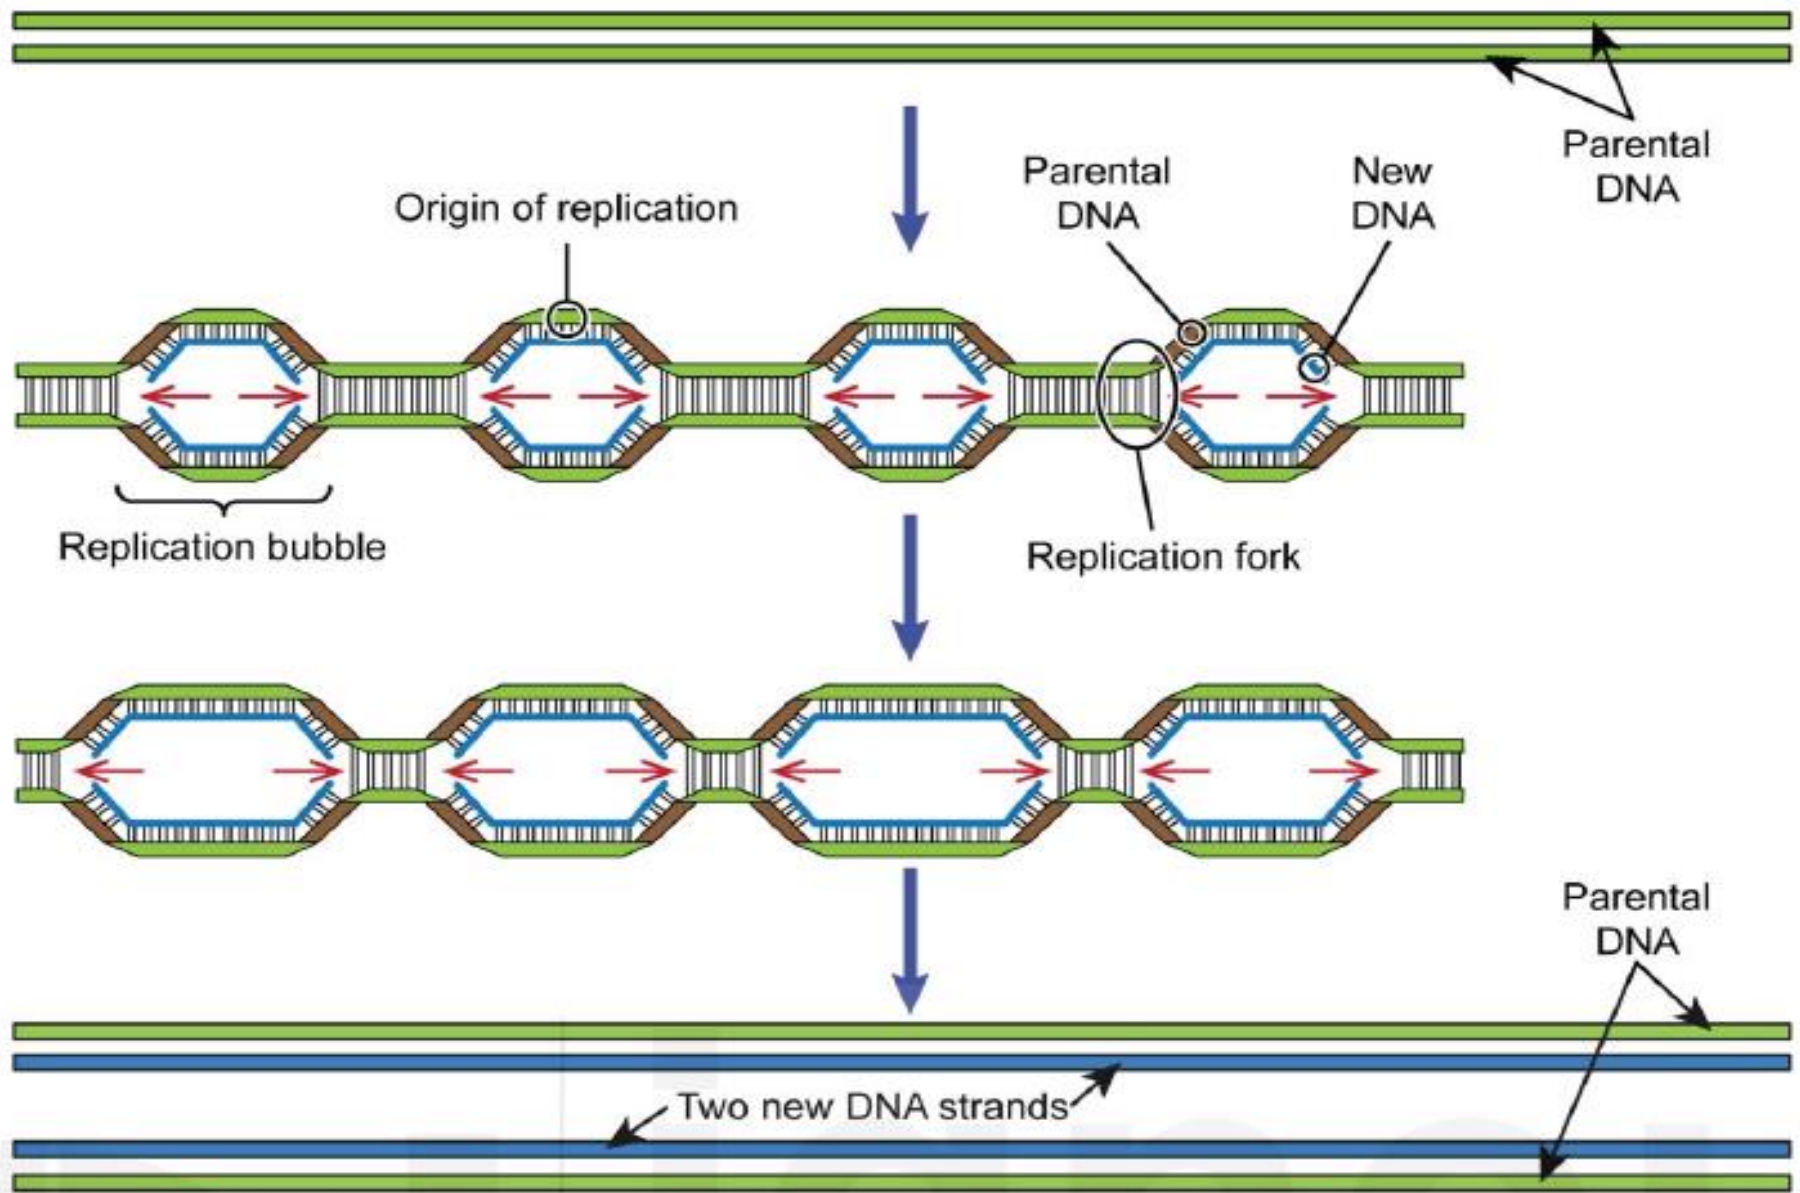 Parental
DNA
Parental
DNA
New
DNA
Origin of replication
Replication bubble
Replication fork
Parental
DNA
Two new DNA strands